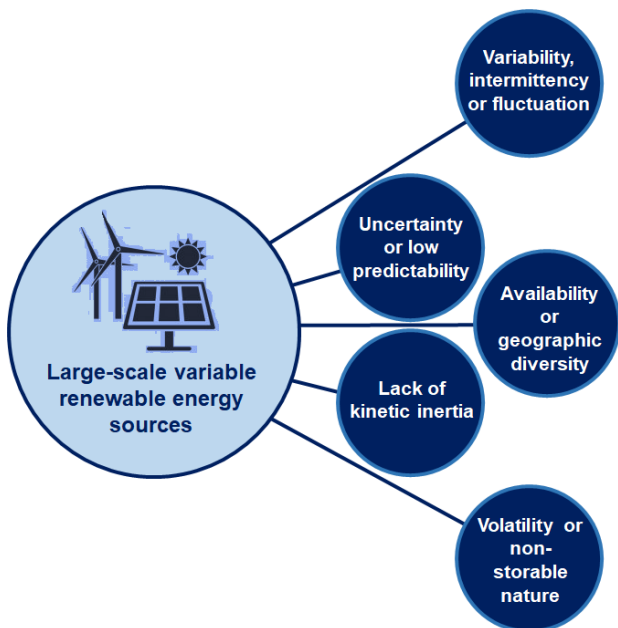 Variability,
intermittency
or fluctuation
Uncertainty
or low
predictability
Availability
or
geographic
diversity
Large-scale variable
renewable energy
sources
Lack of
kinetic inertia
Volatility or
non-
storable
nature